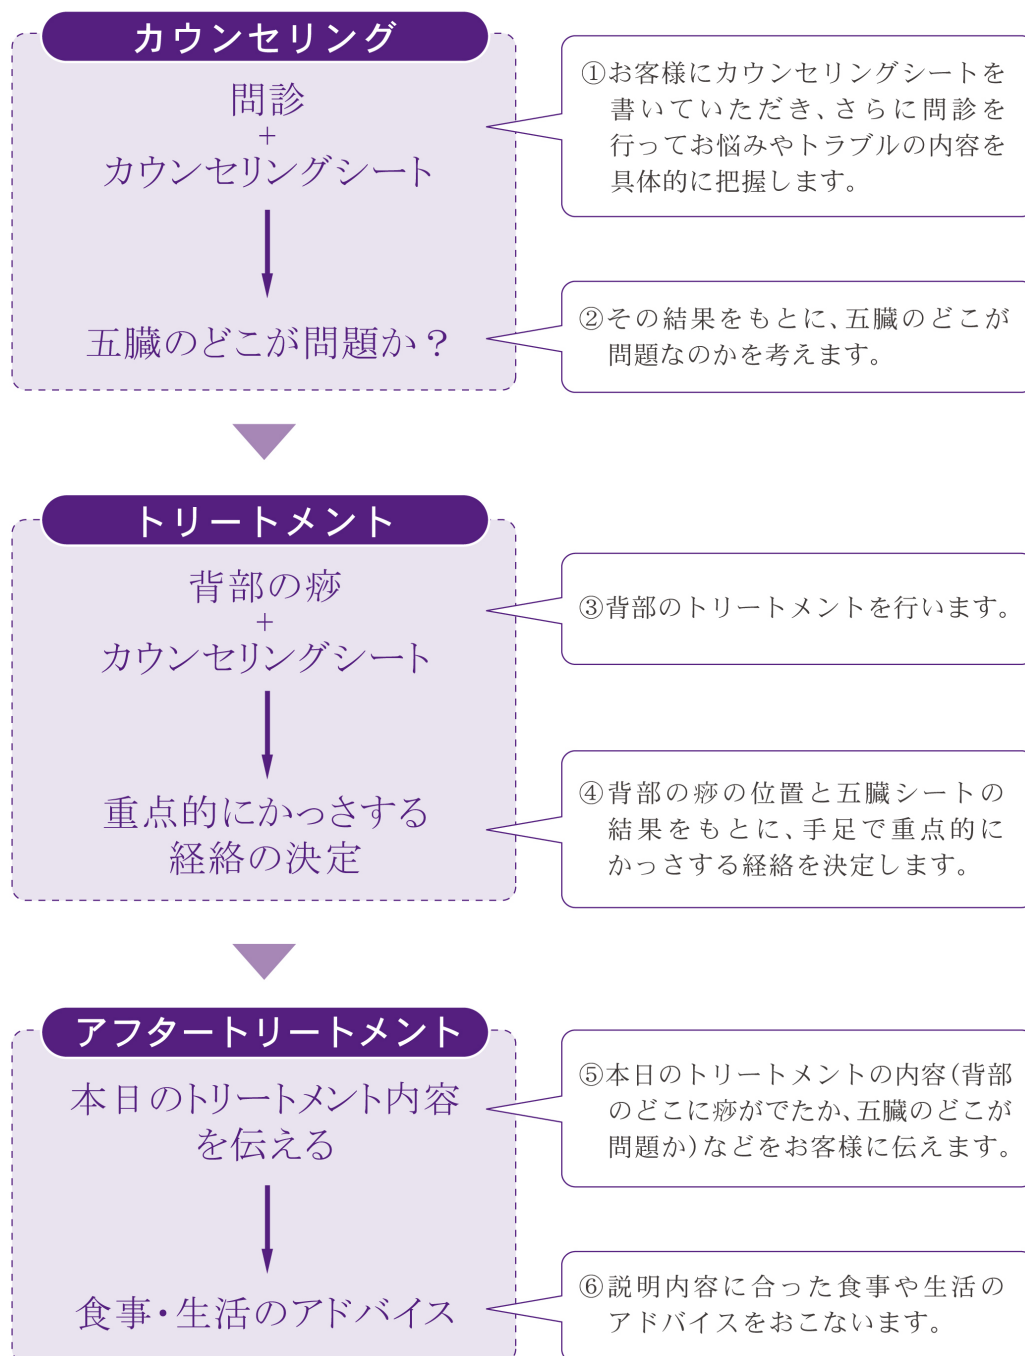 カウンセリング
問診
+
カウンセリングシート
五臓のどこが問題か？
①お客様にカウンセリングシートを
書いていただき、さらに問診を
行ってお悩みやトラブルの内容を
具体的に把握します。
②その結果をもとに、五臓のどこが
問題なのかを考えます。
トリートメント
背部の痧
+
カウンセリングシート
重点的にかっさする
経絡の決定
③背部のトリートメントを行います。
④背部の痧の位置と五臓シートの
結果をもとに、手足で重点的に
かっさする経絡を決定します。
アフタートリートメント
本日のトリートメント内容
を伝える
食事・生活のアドバイス
⑤本日のトリートメントの内容(背部
のどこに痧がでたか、五臓のどこが
問題か)などをお客様に伝えます。
⑥説明内容に合った食事や生活の
アドバイスをおこないます。